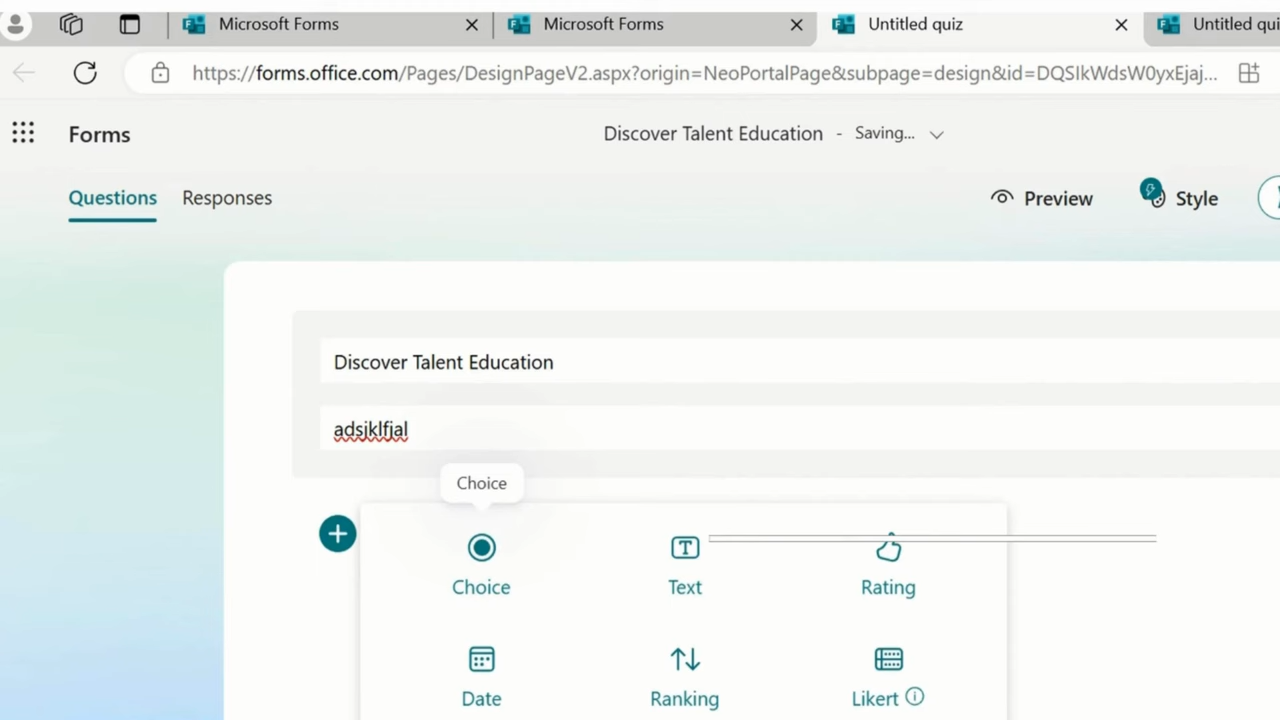 Microsoft Forms
Microsoft Forms
Untitled quiz
Untitled qui
https://forms.office.com/Pages/DesignPageV2.aspx?origin=NeoPortalPage&subpage=design&id=DQSIkWdsW0yxEjaj...
Forms
Discover Talent Education - Saving...
Questions Responses
Preview Style
Discover Talent Education
adsjklfjal
Choice
Choice Text Rating
Date Ranking Likert